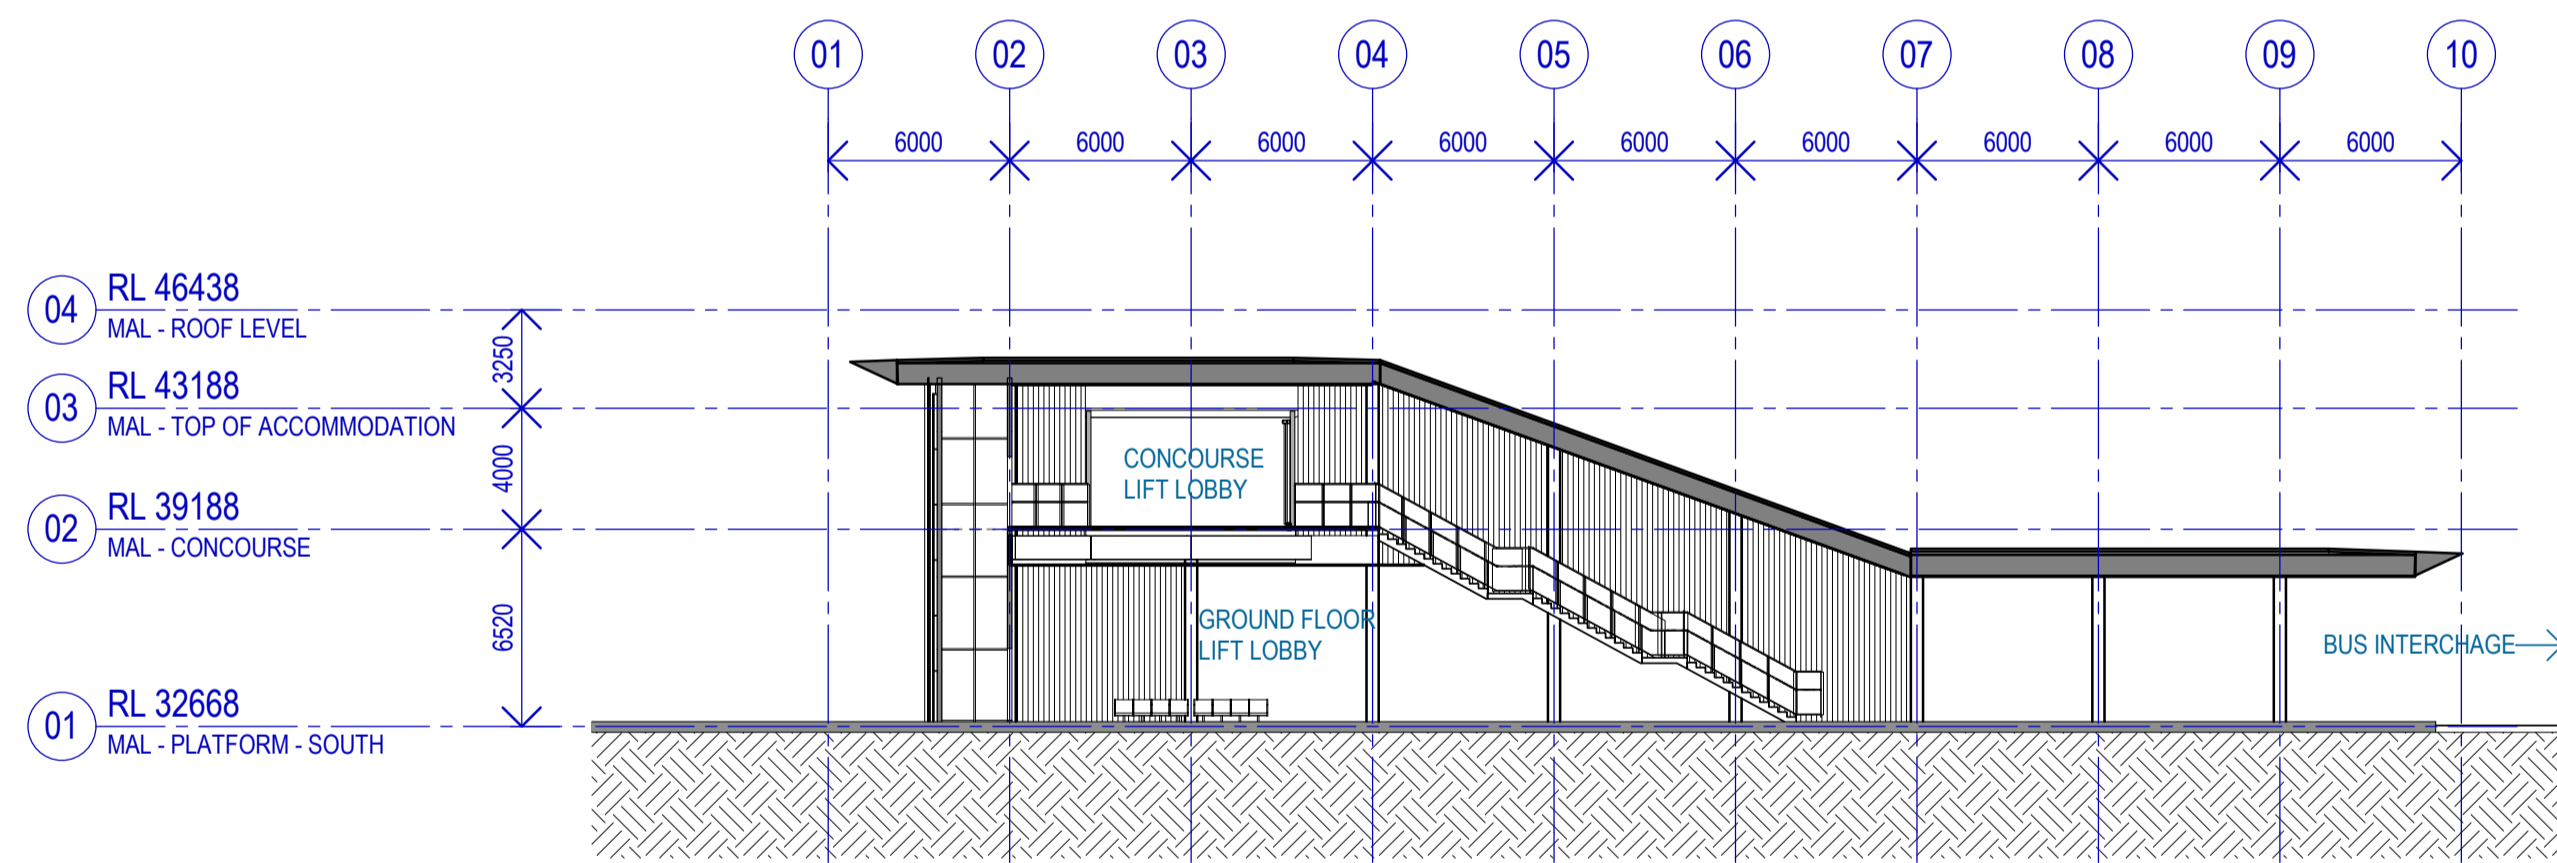 01 02 03 04 05 06 07 08 09 10
6000 6000 6000 6000 6000 6000 6000 6000 6000
04 RL 46438
MAL - ROOF LEVEL
3250
03 RL 43188
MAL - TOP OF ACCOMMODATION
4000
02 RL 39188
MAL - CONCOURSE
6520
01 RL 32668
MAL - PLATFORM - SOUTH
CONCOURSE
LIFT LOBBY
GROUND FLOOR
LIFT LOBBY
BUS INTERCHAGE